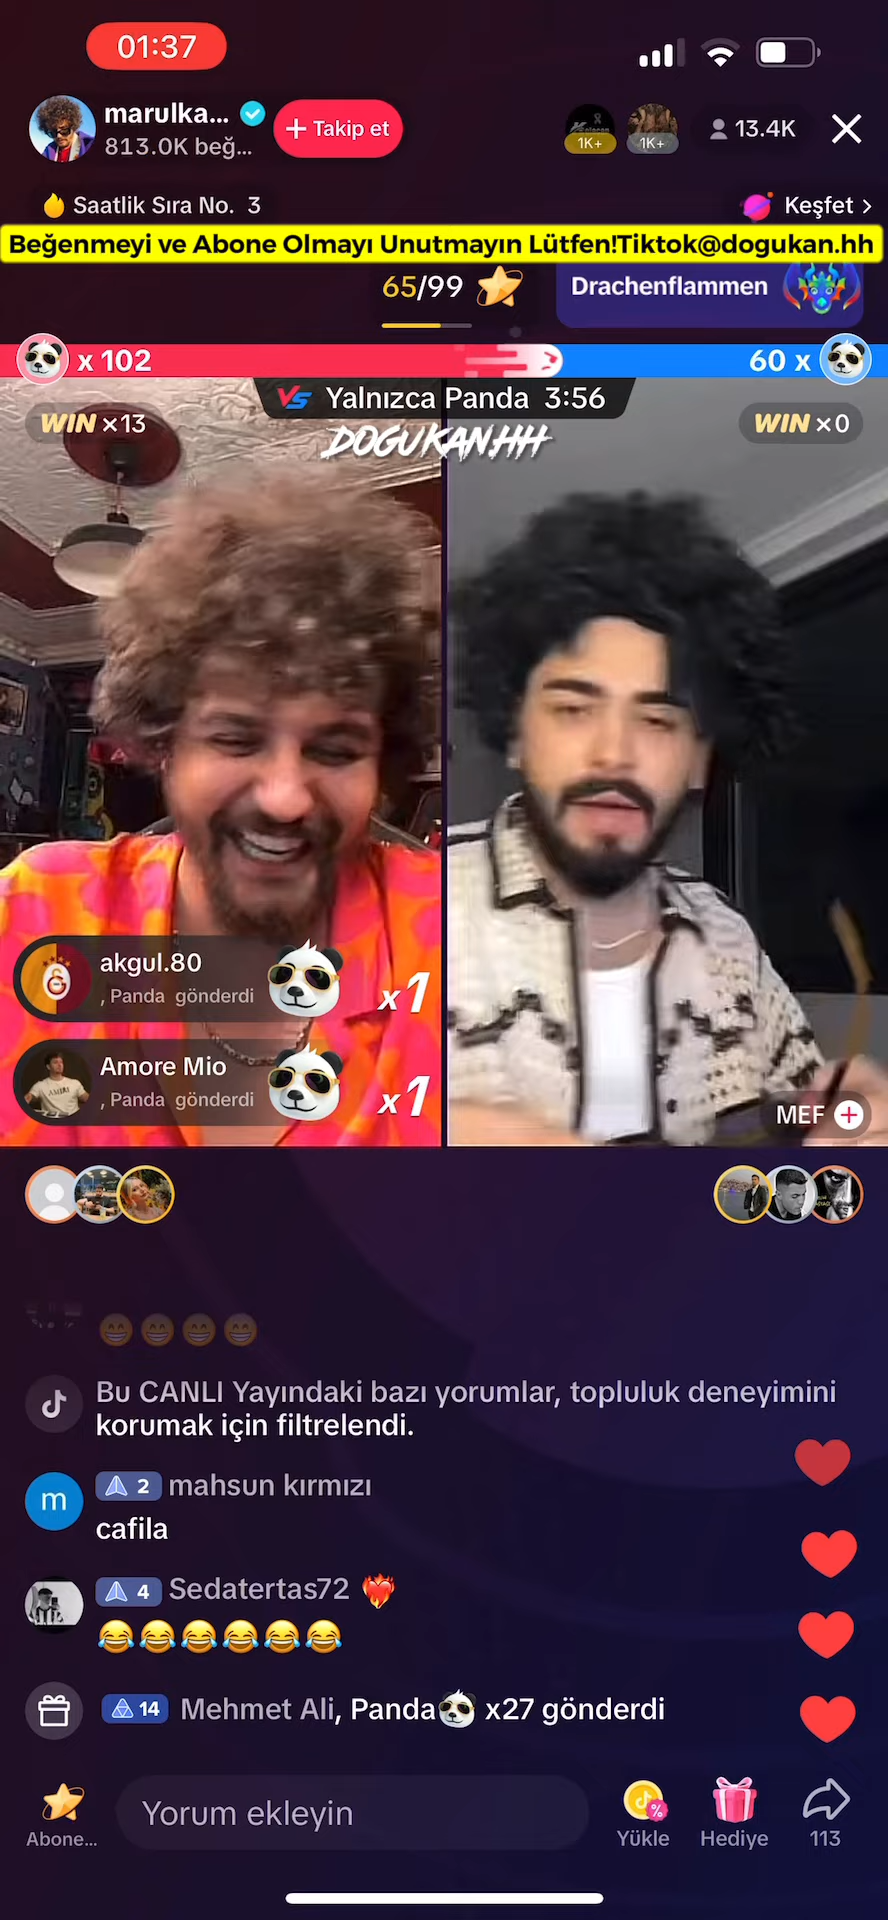 01:37
marulka...
+ Takip et
813.0K beğ...
1K+
1K+
13.4K
Saatlik Sıra No. 3
Keşfet >
Beğenmeyi ve Abone Olmayı Unutmayın Lütfen!Tiktok@dogukan.hh
65/99
Drachenflammen
x 102
60 x
VS Yalnızca Panda 3:56
WIN x13
WIN x0
DOGUKAN.HH
akgul.80
, Panda gönderdi
x1
Amore Mio
, Panda gönderdi
x1
MEF +
Bu CANLI Yayındaki bazı yorumlar, topluluk deneyimini
korumak için filtrelendi.
m
2 mahsun kırmızı
cafila
4 Sedatertas72 ❤️‍🔥
😂😂😂😂😂😂
14 Mehmet Ali, Panda x27 gönderdi
Abone...
Yorum ekleyin
Yükle
Hediye
113